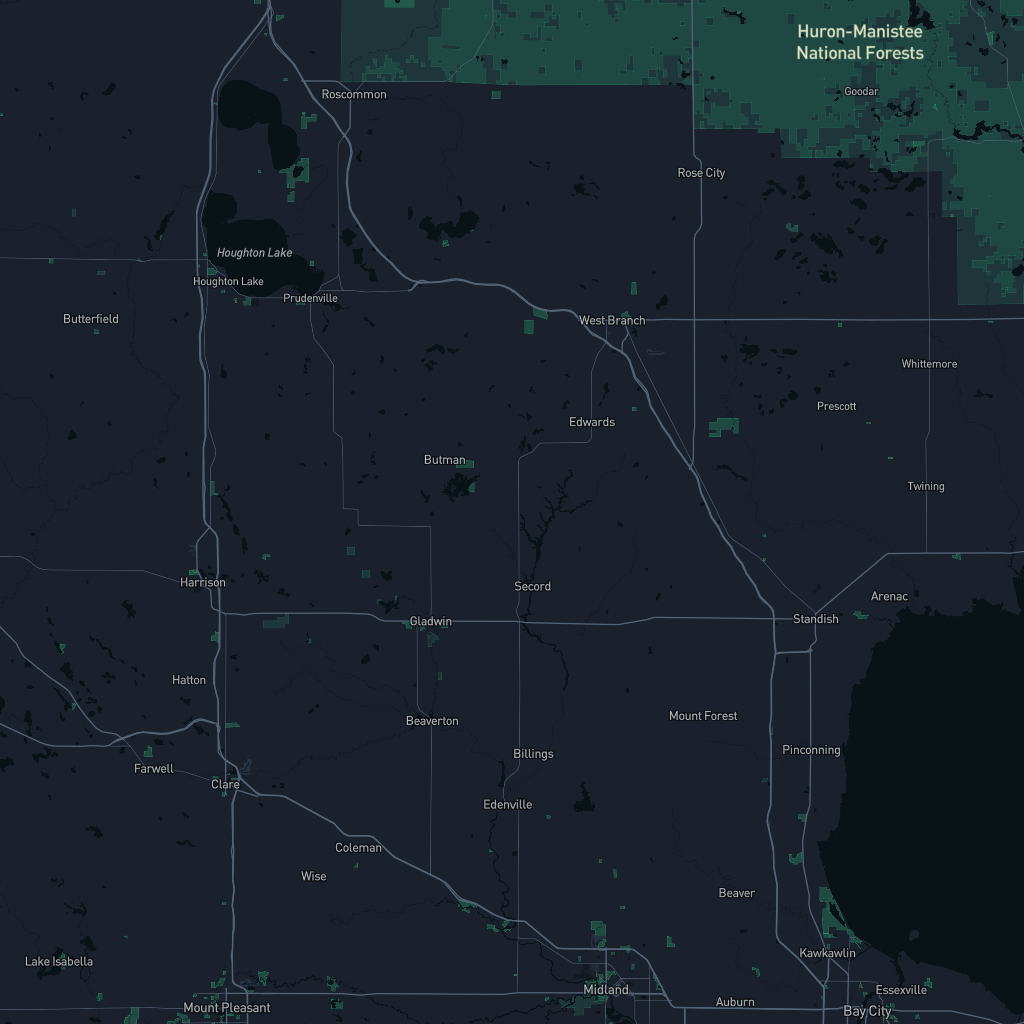 Huron-Manistee
National Forests
Goodar
Roscommon
Rose City
Houghton Lake
Houghton Lake
Prudenville
Butterfield
West Branch
Whittemore
Prescott
Edwards
Butman
Twining
Harrison
Secord
Arenac
Gladwin
Standish
Hatton
Beaverton
Mount Forest
Billings
Pinconning
Farwell
Clare
Edenville
Coleman
Wise
Beaver
Lake Isabella
Kawkawlin
Midland
Essexville
Auburn
Mount Pleasant
Bay City